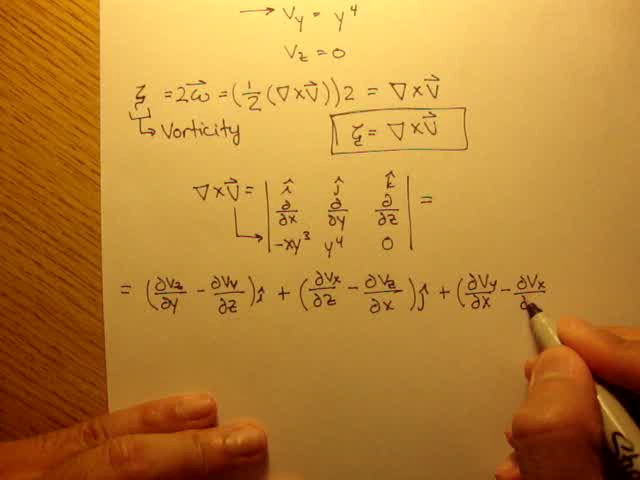 → Vy = y⁴
Vz = 0
ξ = 2ω⃗ = (1/2 (∇×V⃗))2 = ∇×V⃗
→ Vorticity
ξ = ∇×V⃗
∇×V⃗ = | î ĵ k̂ | =
∂/∂x ∂/∂y ∂/∂z
→ -xy³ y⁴ 0
= (∂Vz/∂y - ∂Vy/∂z)î + (∂Vx/∂z - ∂Vz/∂x)ĵ + (∂Vy/∂x - ∂Vx/∂